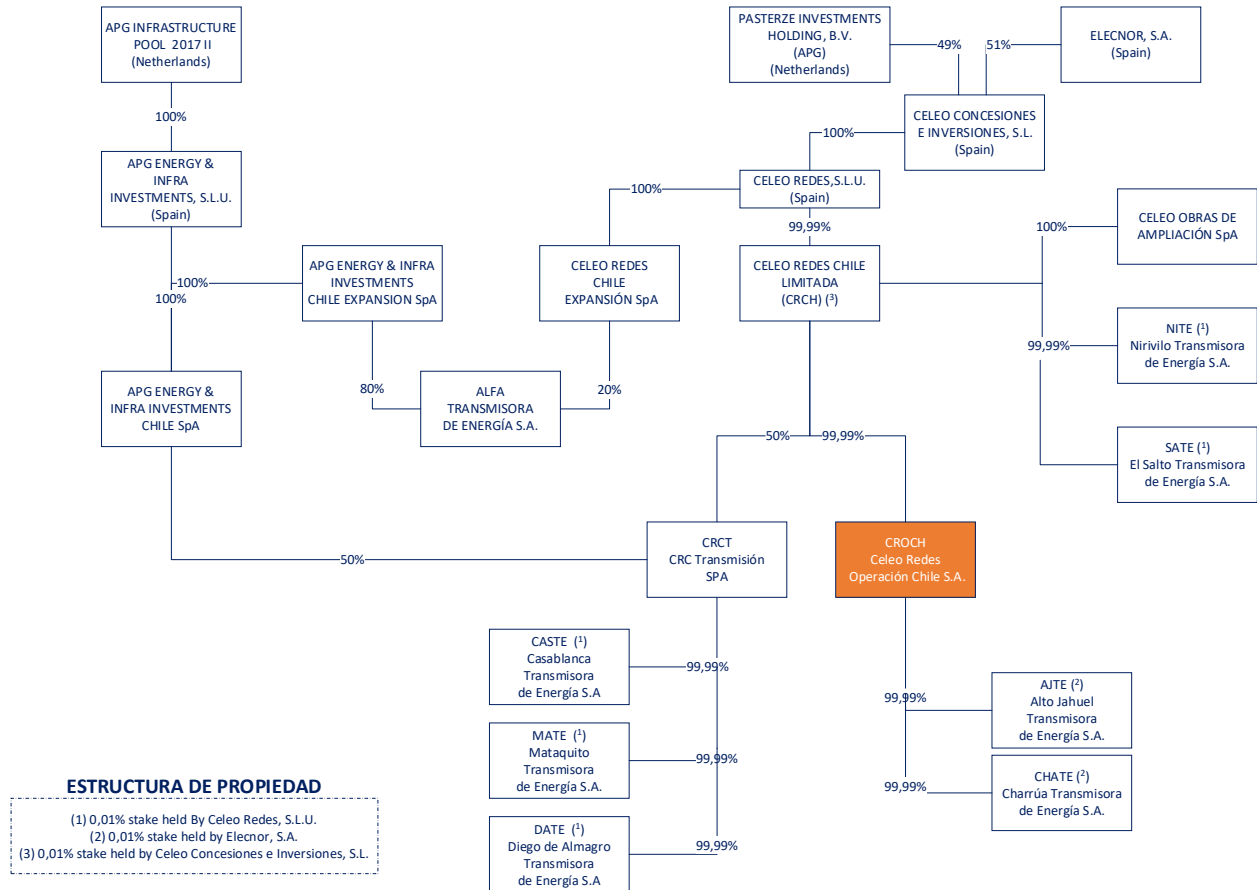 APG INFRASTRUCTURE
POOL 2017 II
(Netherlands)
PASTERZE INVESTMENTS
HOLDING, B.V.
(APG)
(Netherlands)
49%
51%
ELECNOR, S.A.
(Spain)
100%
CELEO CONCESIONES
E INVERSIONES, S.L.
(Spain)
100%
APG ENERGY &
INFRA
INVESTMENTS, S.L.U.
(Spain)
100%
CELEO REDES,S.L.U.
(Spain)
99,99%
100%
CELEO OBRAS DE
AMPLIACIÓN SpA
100%
100%
APG ENERGY & INFRA
INVESTMENTS
CHILE EXPANSION SpA
CELEO REDES
CHILE
EXPANSIÓN SpA
CELEO REDES CHILE
LIMITADA
(CRCH) (³)
99,99%
NITE (¹)
Nirivilo Transmisora
de Energía S.A.
APG ENERGY &
INFRA INVESTMENTS
CHILE SpA
80%
ALFA
TRANSMISORA
DE ENERGÍA S.A.
20%
50%
99,99%
SATE (¹)
El Salto Transmisora
de Energía S.A.
50%
CRCT
CRC Transmisión
SPA
CROCH
Celeo Redes
Operación Chile S.A.
CASTE (¹)
Casablanca
Transmisora
de Energía S.A
99,99%
99,99%
AJTE (²)
Alto Jahuel
Transmisora
de Energía S.A.
MATE (¹)
Mataquito
Transmisora
de Energía S.A.
99,99%
99,99%
CHATE (²)
Charrúa Transmisora
de Energía S.A.
DATE (¹)
Diego de Almagro
Transmisora
de Energía S.A
99,99%
ESTRUCTURA DE PROPIEDAD
(1) 0,01% stake held By Celeo Redes, S.L.U.
(2) 0,01% stake held by Elecnor, S.A.
(3) 0,01% stake held by Celeo Concesiones e Inversiones, S.L.